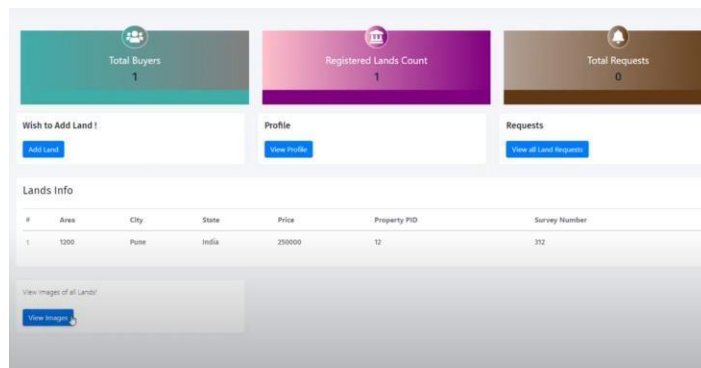 Total Buyers
1
Registered Lands Count
1
Total Requests
0
Wish to Add Land !
Add Land
Profile
View Profile
Requests
View all Land Requests
Lands Info
# Area City State Price Property PID Survey Number
1 1200 Pune India 250000 12 312
View Images of all Lands!
View Images